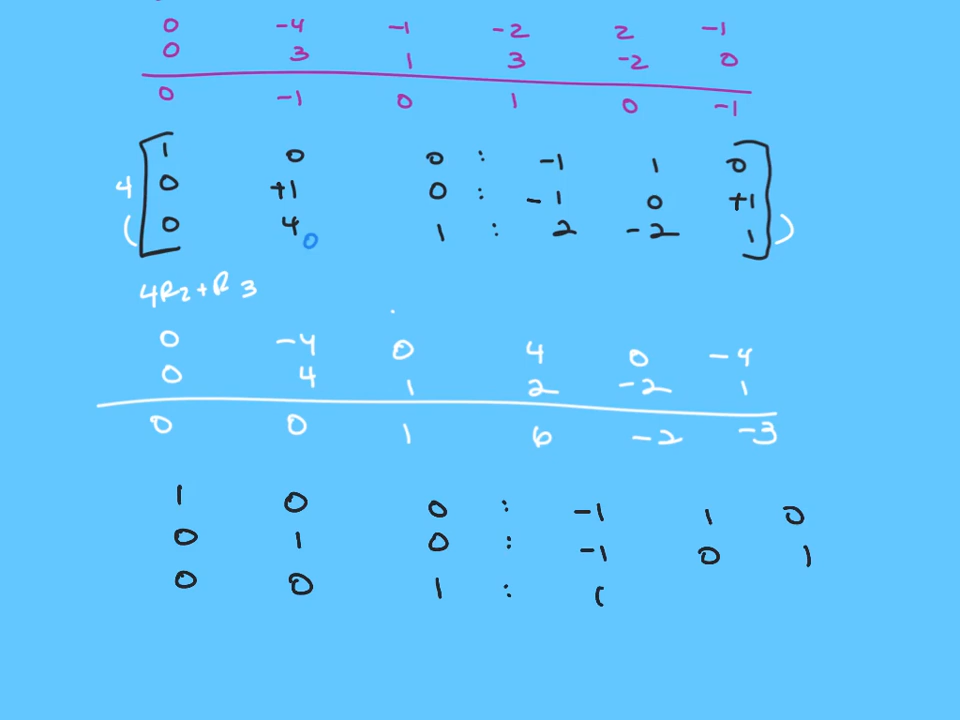 0 -4 -1 -2 2 -1
0 3 1 3 -2 0
0 -1 0 1 0 -1
1 0 0 : -1 1 0
4 0 +1 0 : -1 0 +1
0 4 0 1 : 2 -2 1
4R2+R3
0 -4 0 4 0 -4
0 4 1 2 -2 1
0 0 1 6 -2 -3
1 0 0 : -1 1 0
0 1 0 : -1 0 1
0 0 1 :